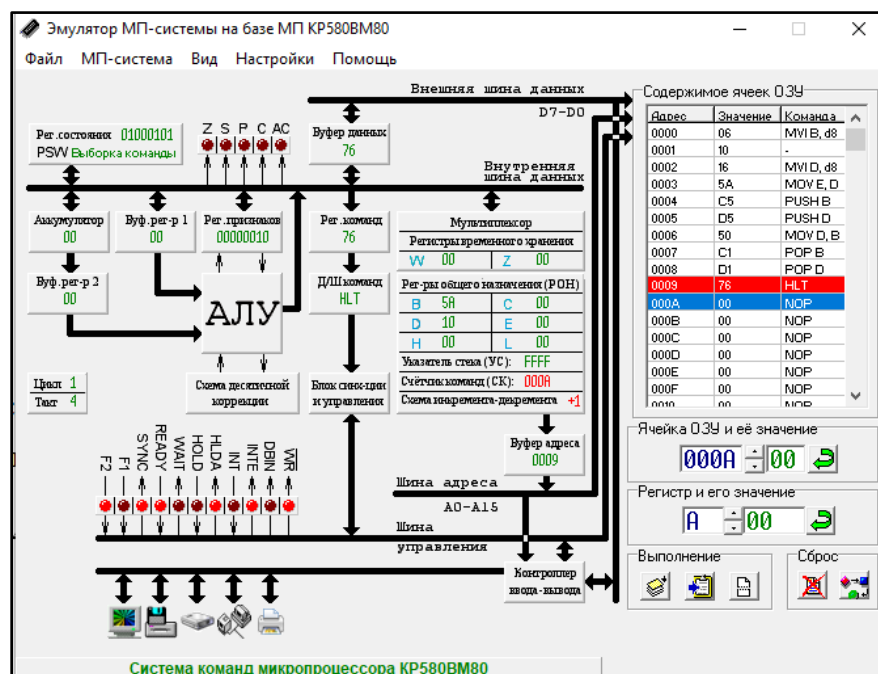 Эмулятор МП-системы на базе МП КР580ВМ80
Файл МП-система Вид Настройки Помощь
Внешняя шина данных
D7-D0
Рег.состояния 01000101
PSW Выборка команды
Z S P C AC
Буфер данных
76
Внутренняя
шина данных
Аккумулятор
00
Буф.рег-р 1
00
Рег.признаков
00000010
Рег.команд
76
Мультиплексор
Регистры временного хранения
W 00 Z 00
Буф.рег-р 2
00
АЛУ
Д/Ш команд
HLT
Рег-ры общего назначения (РОН)
B 5A C 00
D 10 E 00
H 00 L 00
Указатель стека (УС): FFFF
Счётчик команд (СК): 000A
Схема инкремента-декремента +1
Цикл 1
Такт 4
Схема десятичной
коррекции
Блок синх-ции
и управления
Буфер адреса
0009
F2 F1 SYNC READY WAIT HOLD HLDA INT INTE DBIN WR
Шина адреса
A0-A15
Шина
управления
Контроллер
ввода-вывода
Система команд микропроцессора КР580ВМ80
Содержимое ячеек ОЗУ
Адрес Значение Команда
0000 06 MVI B, d8
0001 10 -
0002 16 MVI D, d8
0003 5A MOV E, D
0004 C5 PUSH B
0005 D5 PUSH D
0006 50 MOV D, B
0007 C1 POP B
0008 D1 POP D
0009 76 HLT
000A 00 NOP
000B 00 NOP
000C 00 NOP
000D 00 NOP
000E 00 NOP
000F 00 NOP
0010 00 NOP
Ячейка ОЗУ и её значение
000A 00
Регистр и его значение
A 00
Выполнение
Сброс